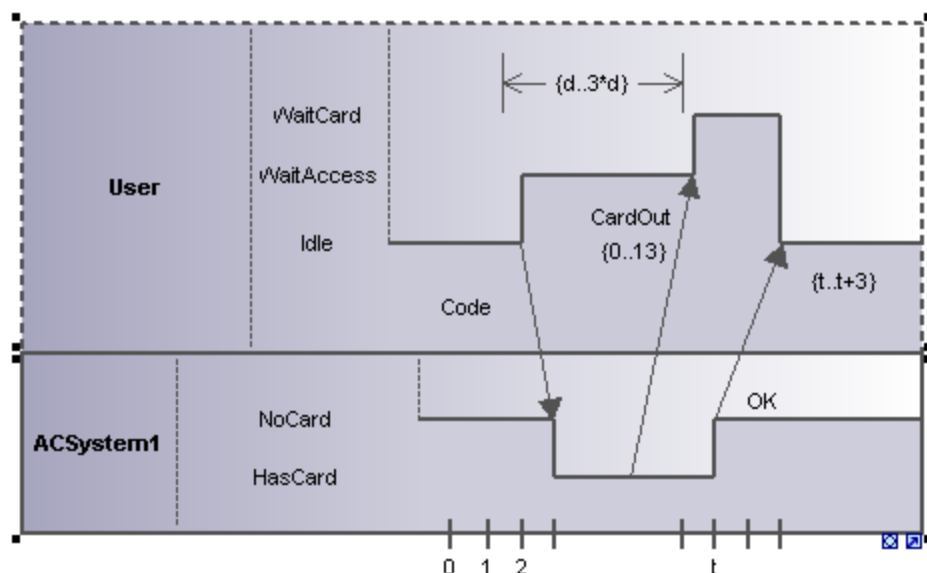 {d..3*d}
WaitCard
WaitAccess
User
CardOut
Idle
{0..13}
{t..t+3}
Code
OK
NoCard
ACSystem1
HasCard
0 1 2 t